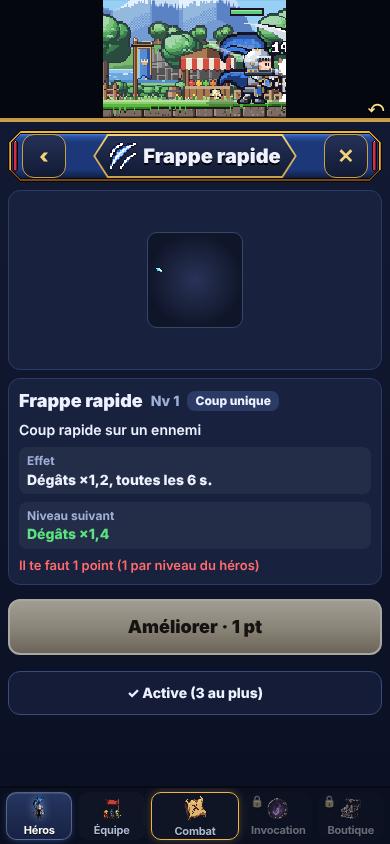 Frappe rapide
Frappe rapide Nv 1 Coup unique
Coup rapide sur un ennemi
Effet
Dégâts ×1,2, toutes les 6 s.
Niveau suivant
Dégâts ×1,4
Il te faut 1 point (1 par niveau du héros)
Améliorer · 1 pt
✓ Active (3 au plus)
Héros
Équipe
Combat
Invocation
Boutique